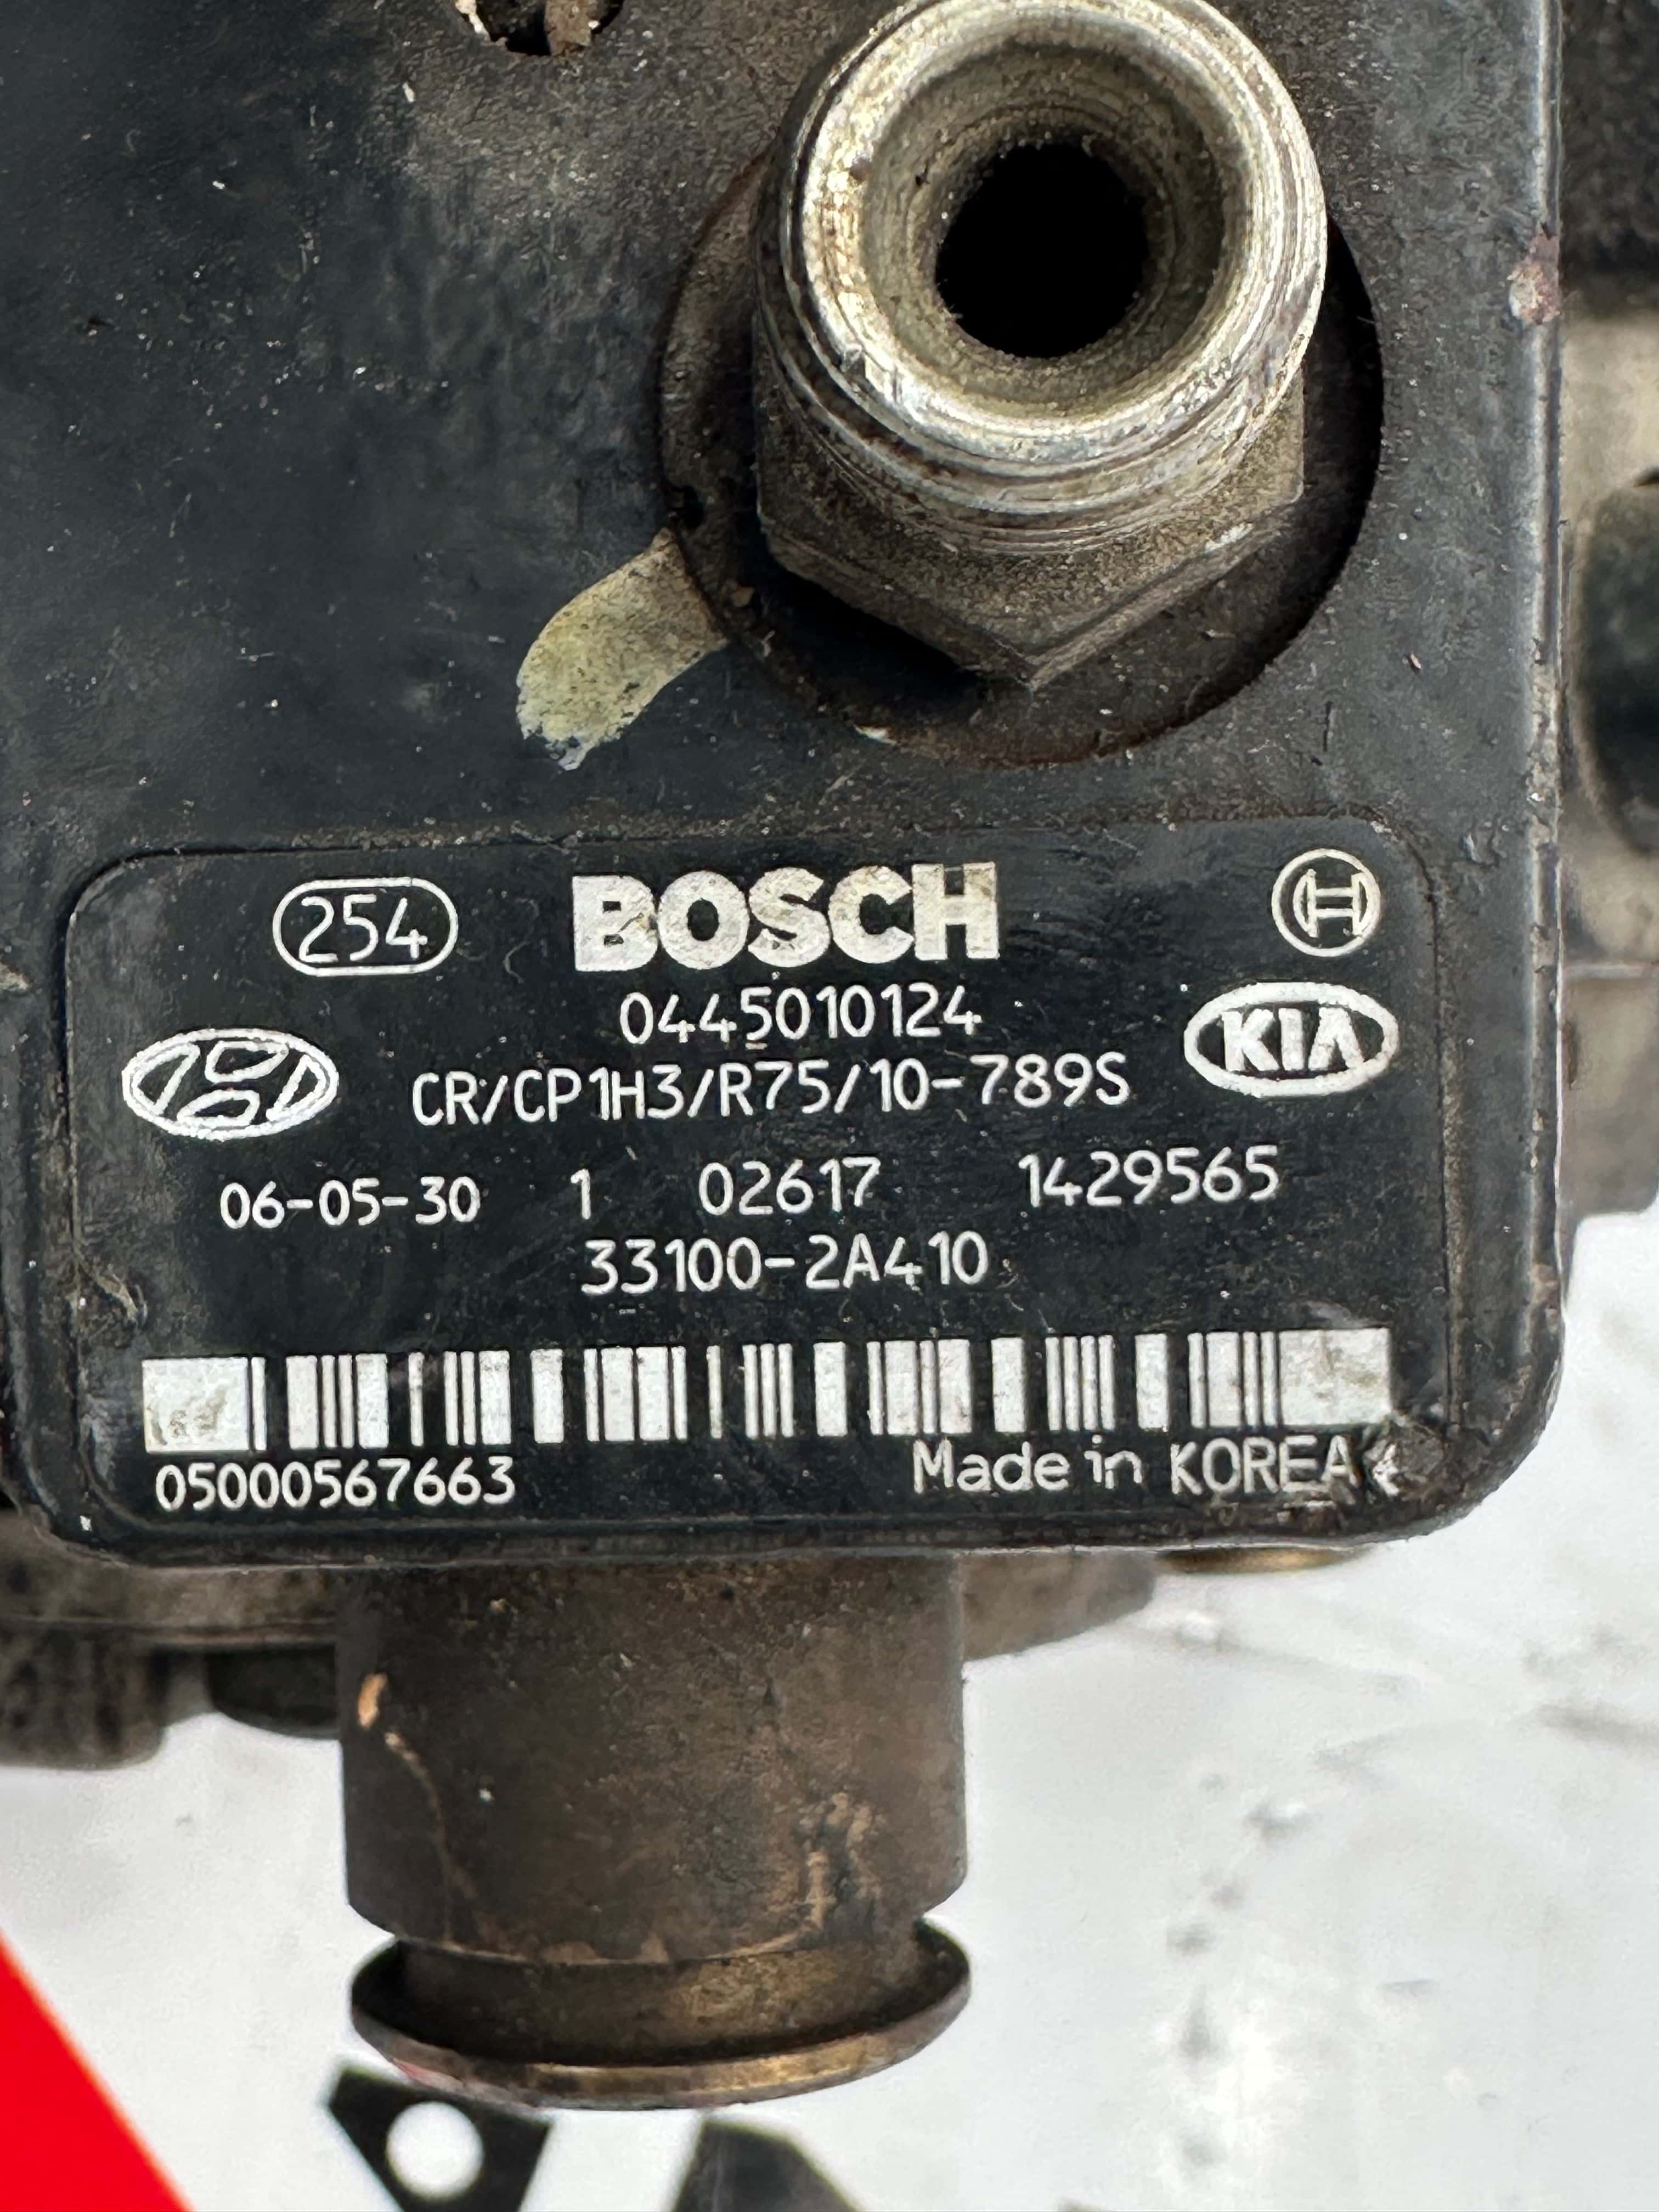 254 BOSCH
0445010124
KIA
CR/CP1H3/R75/10-789S
06-05-30 1 02617 1429565
33100-2A410
05000567663 Made in KOREA